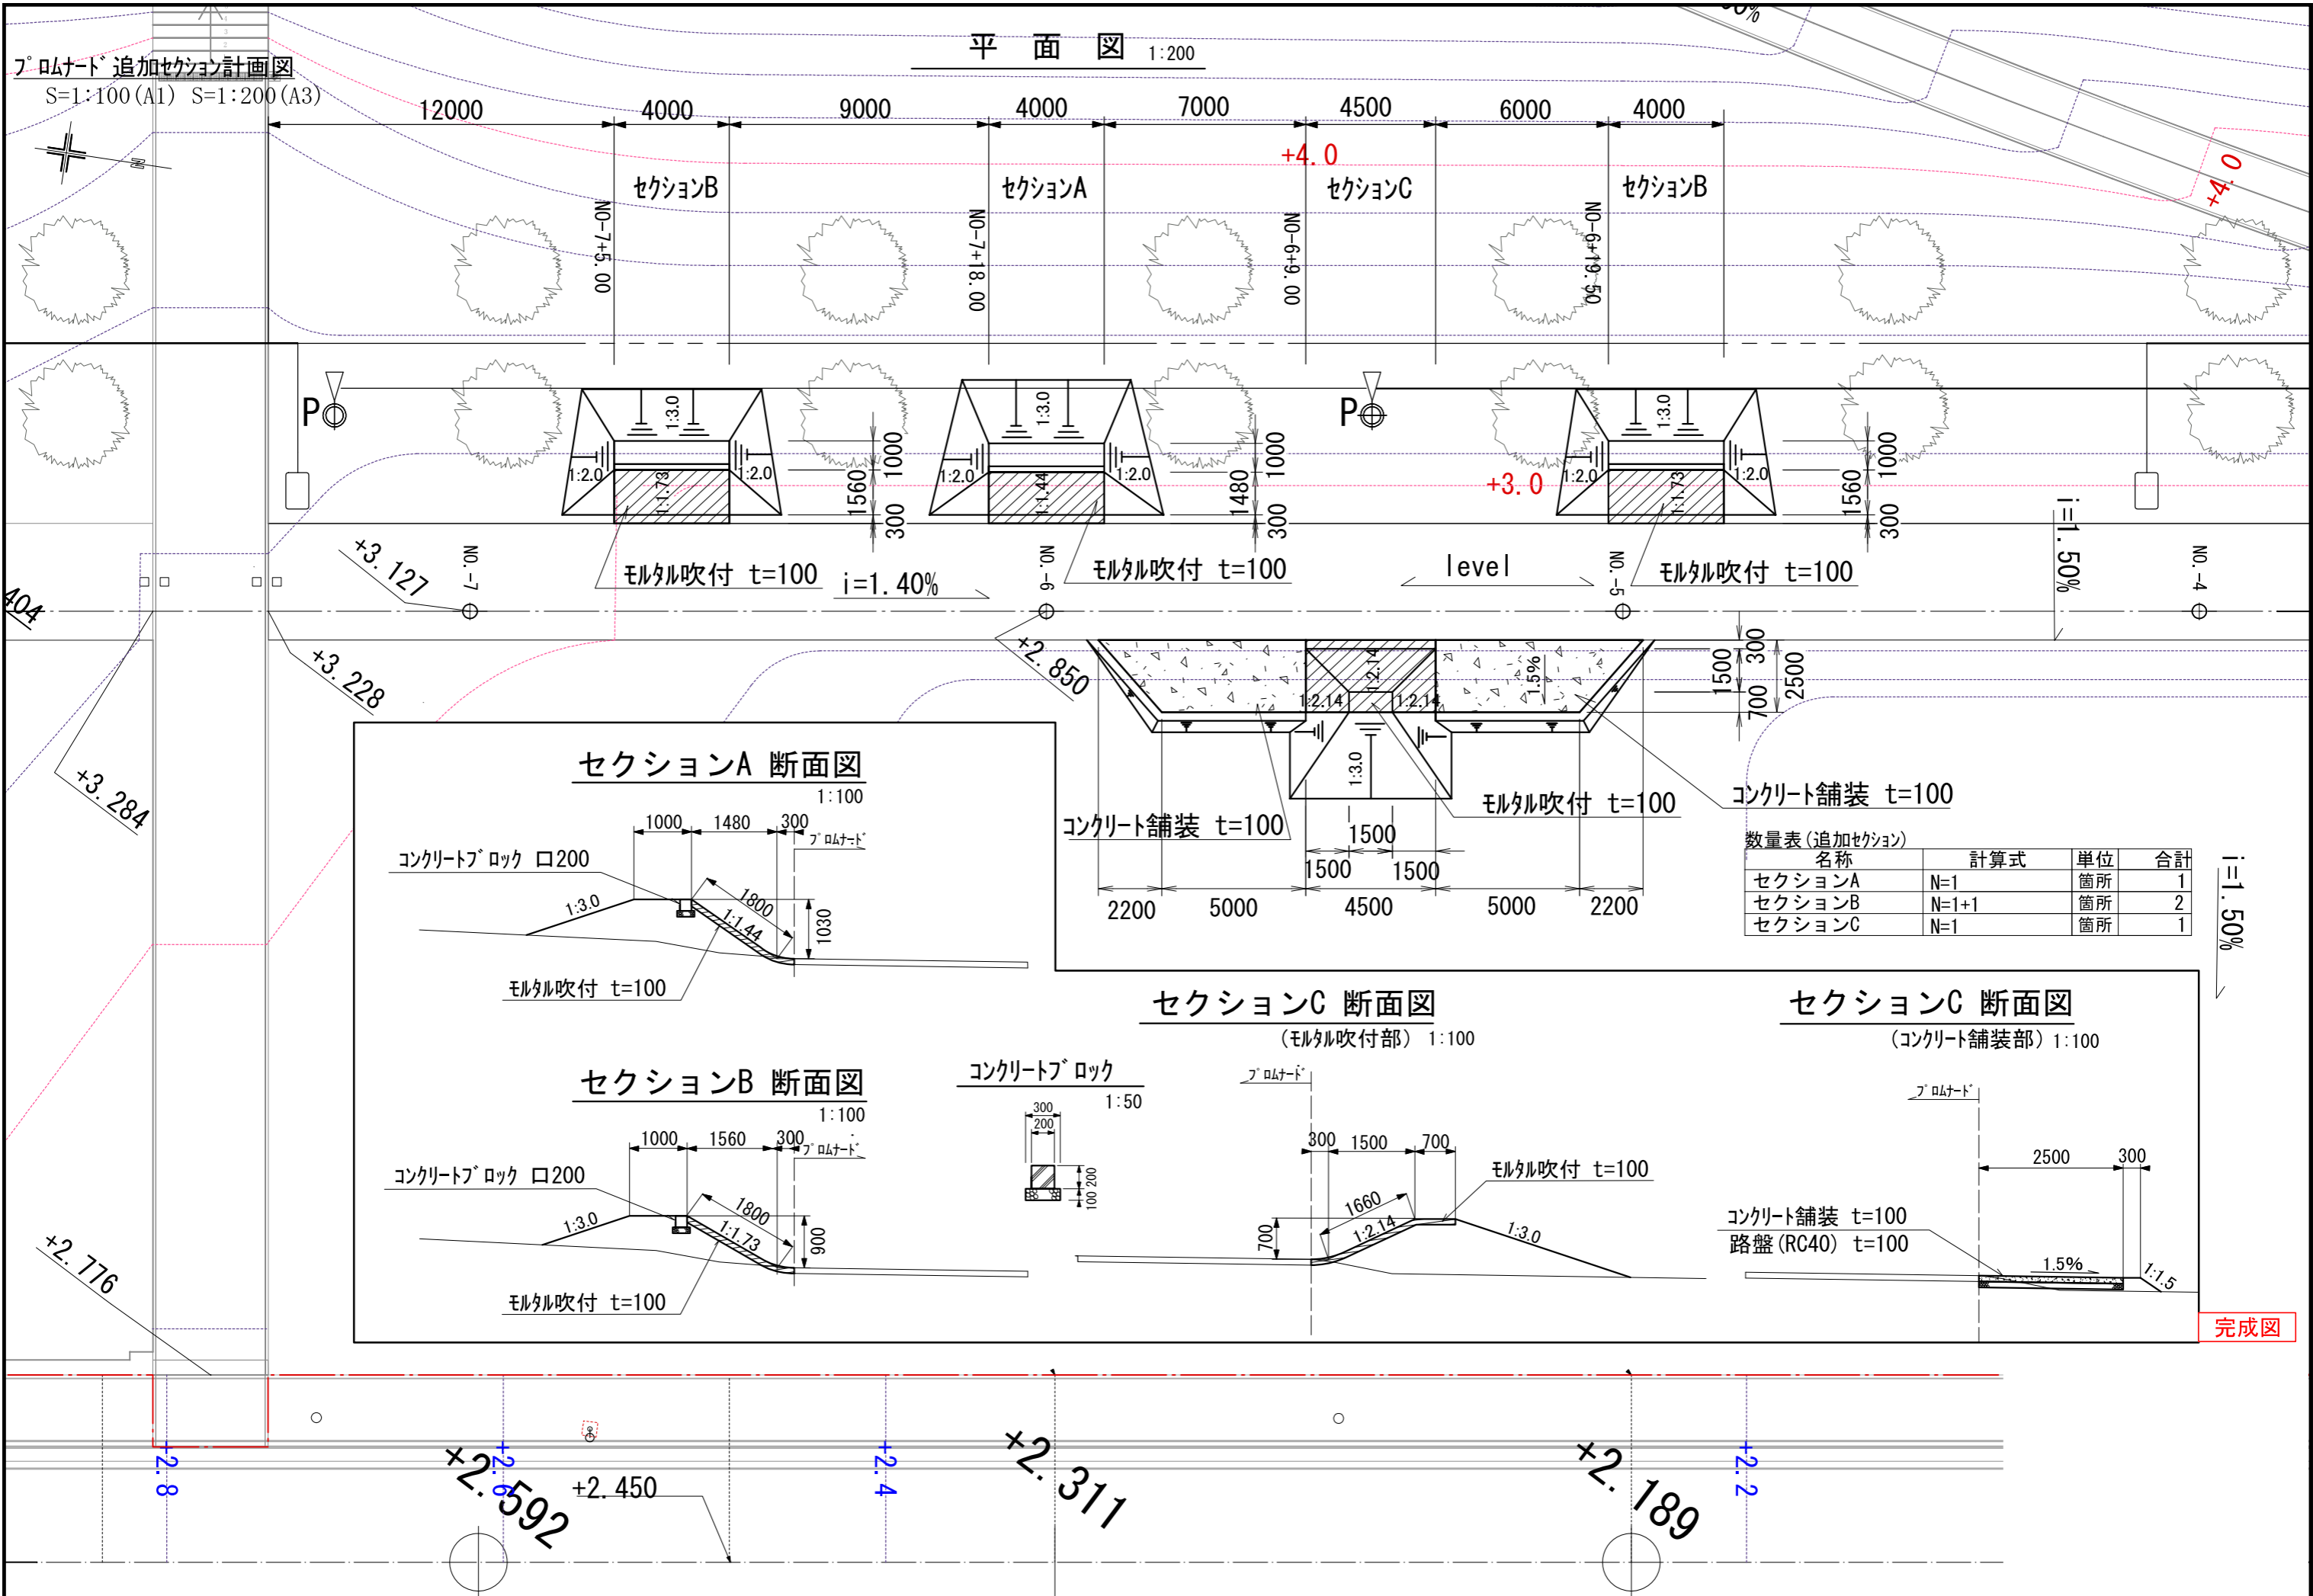 平 面 図 1:200
プロムナード追加セクション計画図
S=1:100(A1) S=1:200(A3)
N
12000 4000 9000 4000 7000 4500 6000 4000
+4.0
+4.0
セクションB セクションA セクションC セクションB
NO-7+5.00
NO-7+18.00
NO-6+9.00
NO-6+19.50
P
P
1:3.0
1:2.0
1:2.0
1:1.73
1000
1560
300
1:3.0
1:2.0
1:2.0
1:1.44
1000
1480
300
+3.0
1:3.0
1:2.0
1:2.0
1:1.73
1000
1560
300
i=1.50%
+3.127
NO.-7
モルタル吹付 t=100
i=1.40%
NO.-6
モルタル吹付 t=100
level
NO.-5
モルタル吹付 t=100
NO.-4
404
+3.228
+2.850
+3.284
1:2.14
1:2.14
1:2.14
1.5%
1:3.0
300
1500
700
2500
コンクリート舗装 t=100
モルタル吹付 t=100
コンクリート舗装 t=100
1500
1500 1500
2200 5000 4500 5000 2200
数量表(追加セクション)
名称 計算式 単位 合計
セクションA N=1 箇所 1
セクションB N=1+1 箇所 2
セクションC N=1 箇所 1
i=1.50%
セクションA 断面図
1:100
1000 1480 300
プロムナード
コンクリートブロック 口200
1:3.0
1800
1:1.44
1030
モルタル吹付 t=100
セクションB 断面図
1:100
1000 1560 300
プロムナード
コンクリートブロック 口200
1:3.0
1800
1:1.73
900
モルタル吹付 t=100
コンクリートブロック
1:50
300
200
200
100
セクションC 断面図
(モルタル吹付部) 1:100
プロムナード
300 1500 700
モルタル吹付 t=100
1660
1:2.14
700
1:3.0
セクションC 断面図
(コンクリート舗装部) 1:100
プロムナード
2500 300
コンクリート舗装 t=100
路盤(RC40) t=100
1.5%
1:1.5
完成図
+2.776
+2.8
+2.6
+2.592
+2.450
+2.4
+2.311
+2.189
+2.2